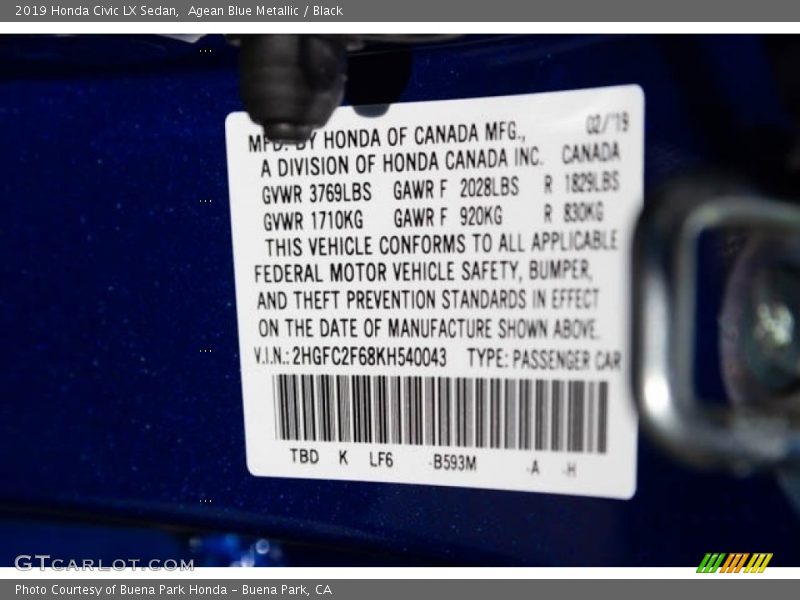 2019 Honda Civic LX Sedan,  Agean Blue Metallic / Black
02/'19
MFD. BY HONDA OF CANADA MFG.,
A DIVISION OF HONDA CANADA INC. CANADA
GVWR 3769LBS GAWR F 2028LBS R 1829LBS
GVWR 1710KG GAWR F 920KG R 830KG
THIS VEHICLE CONFORMS TO ALL APPLICABLE
FEDERAL MOTOR VEHICLE SAFETY, BUMPER,
AND THEFT PREVENTION STANDARDS IN EFFECT
ON THE DATE OF MANUFACTURE SHOWN ABOVE.
V.I.N.: 2HGFC2F68KH540043 TYPE: PASSENGER CAR
TBD K LF6 -B593M -A -H
GTCARLOT.COM
Photo Courtesy of Buena Park Honda - Buena Park, CA